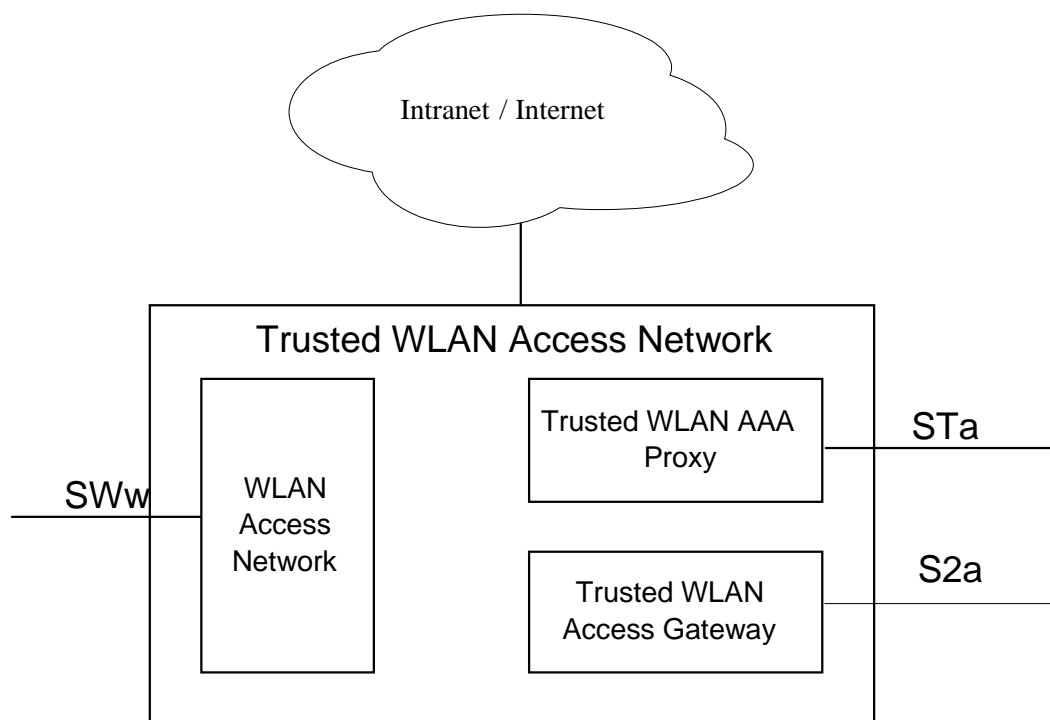 Intranet / Internet
Trusted WLAN Access Network
Trusted WLAN AAA
Proxy
STa
SWw
WLAN
Access
Network
S2a
Trusted WLAN
Access Gateway